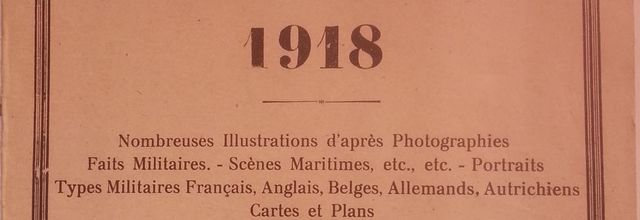 1918
Nombreuses Illustrations d'après Photographies
Faits Militaires. - Scènes Maritimes, etc., etc. - Portraits
Types Militaires Français, Anglais, Belges, Allemands, Autrichiens
Cartes et Plans